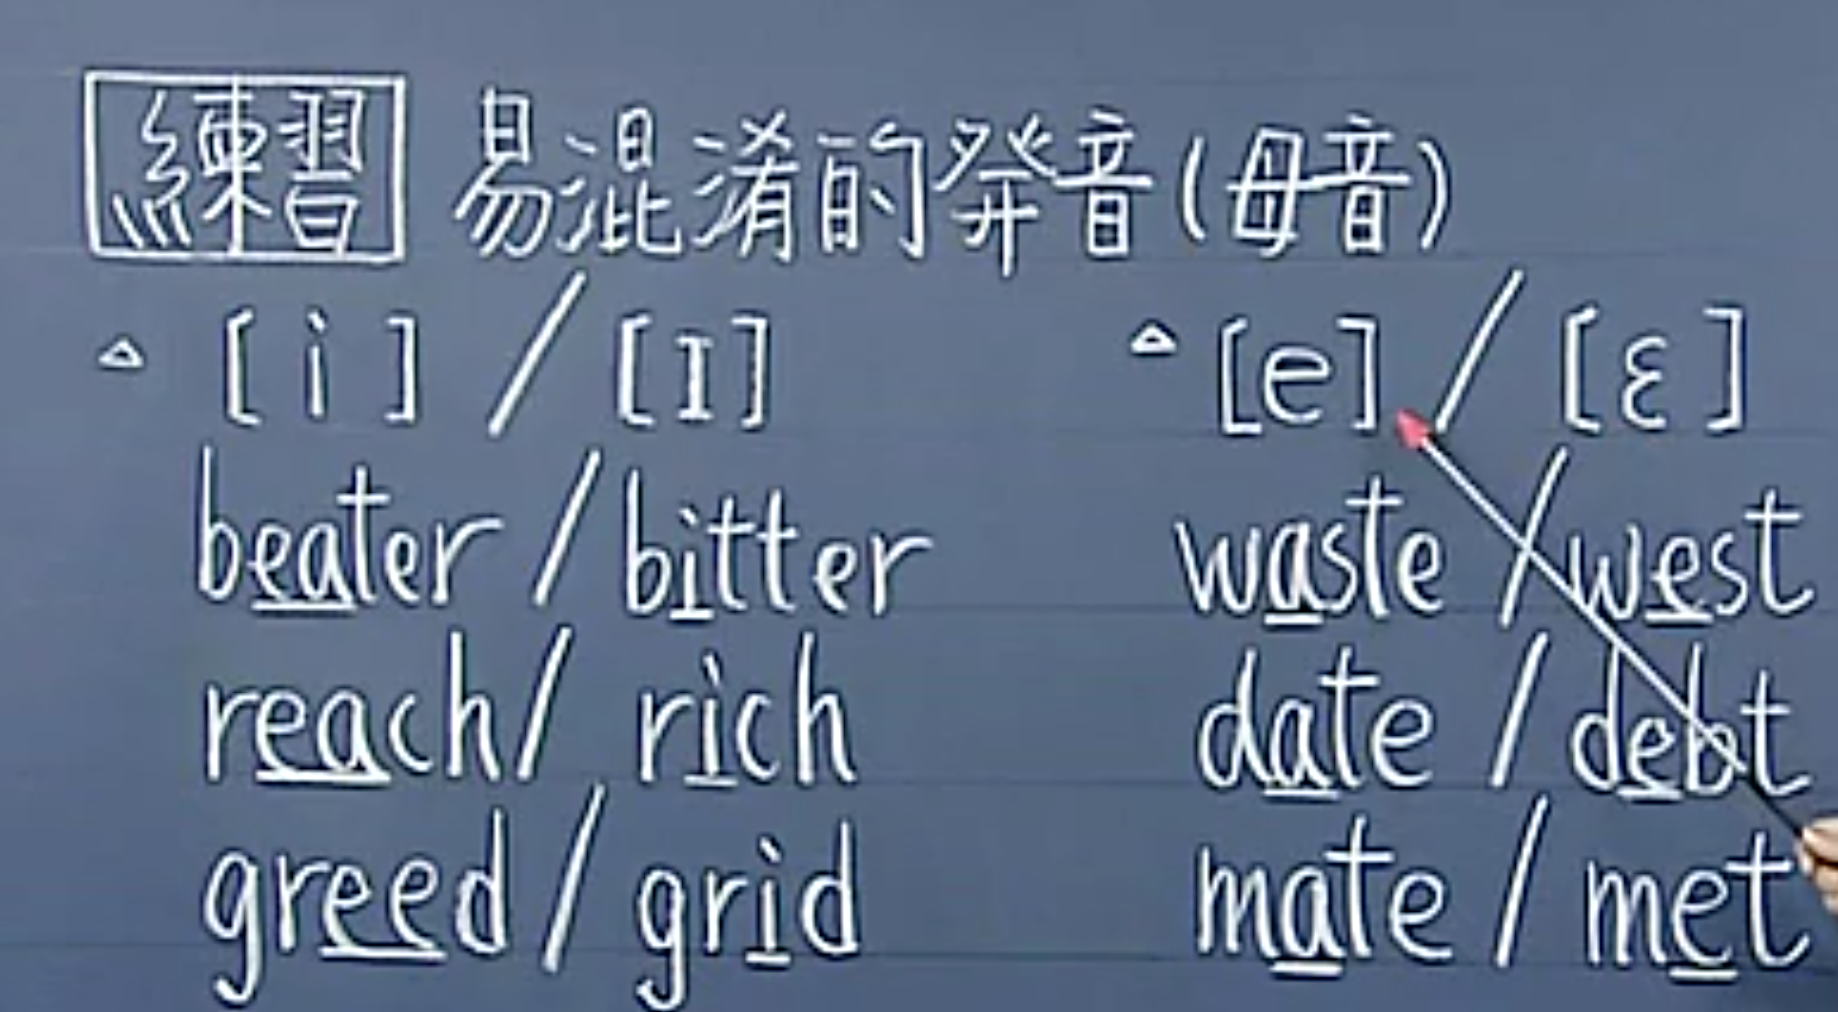 練習 易混淆的発音(母音)
△ [i] / [ɪ] △ [e] / [ɛ]
beater / bitter waste / west
reach / rich date / debt
greed / grid mate / met